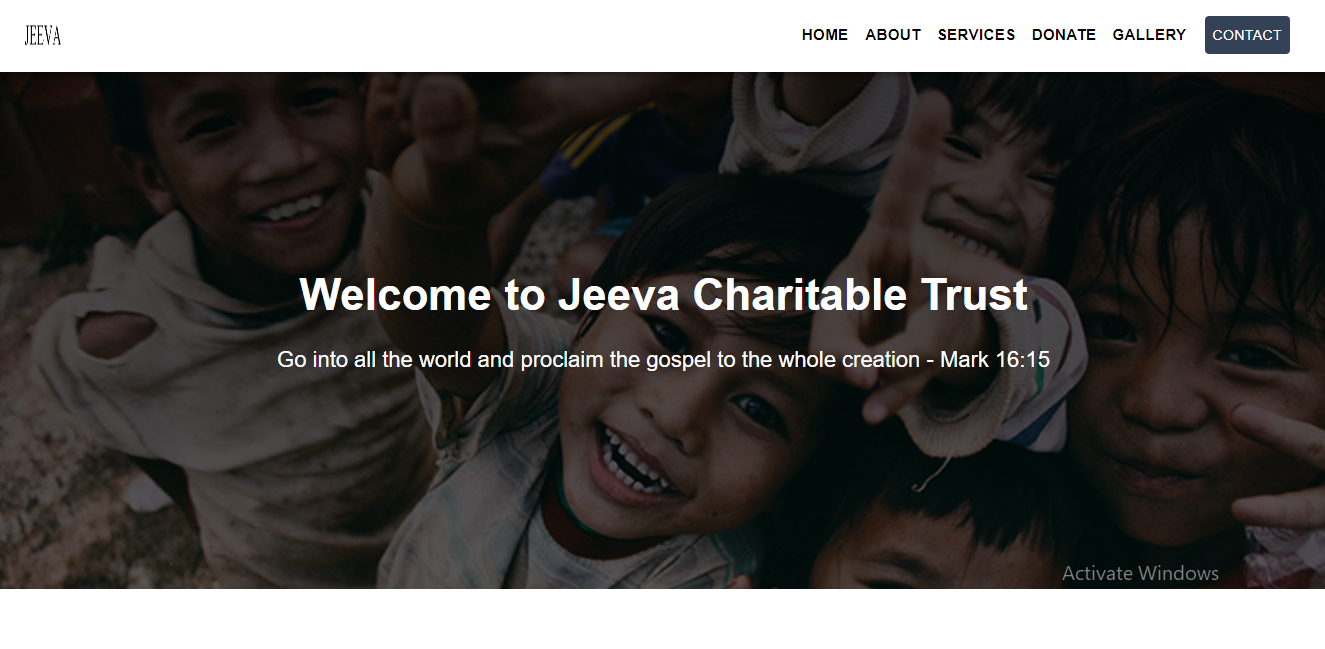 JEEVA
HOME ABOUT SERVICES DONATE GALLERY CONTACT
Welcome to Jeeva Charitable Trust
Go into all the world and proclaim the gospel to the whole creation - Mark 16:15
Activate Windows